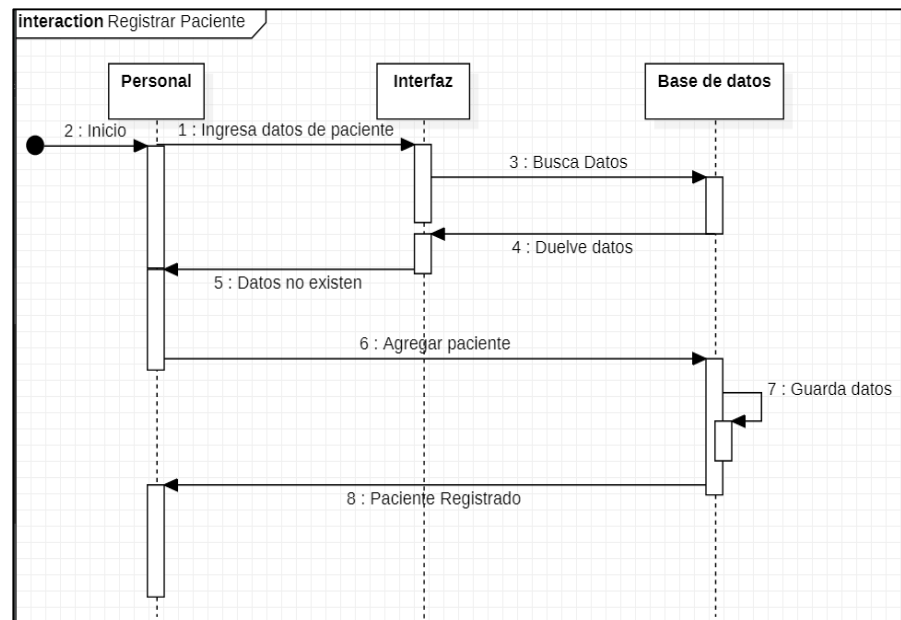 interaction Registrar Paciente
Personal
Interfaz
Base de datos
2 : Inicio
1 : Ingresa datos de paciente
3 : Busca Datos
4 : Duelve datos
5 : Datos no existen
6 : Agregar paciente
7 : Guarda datos
8 : Paciente Registrado